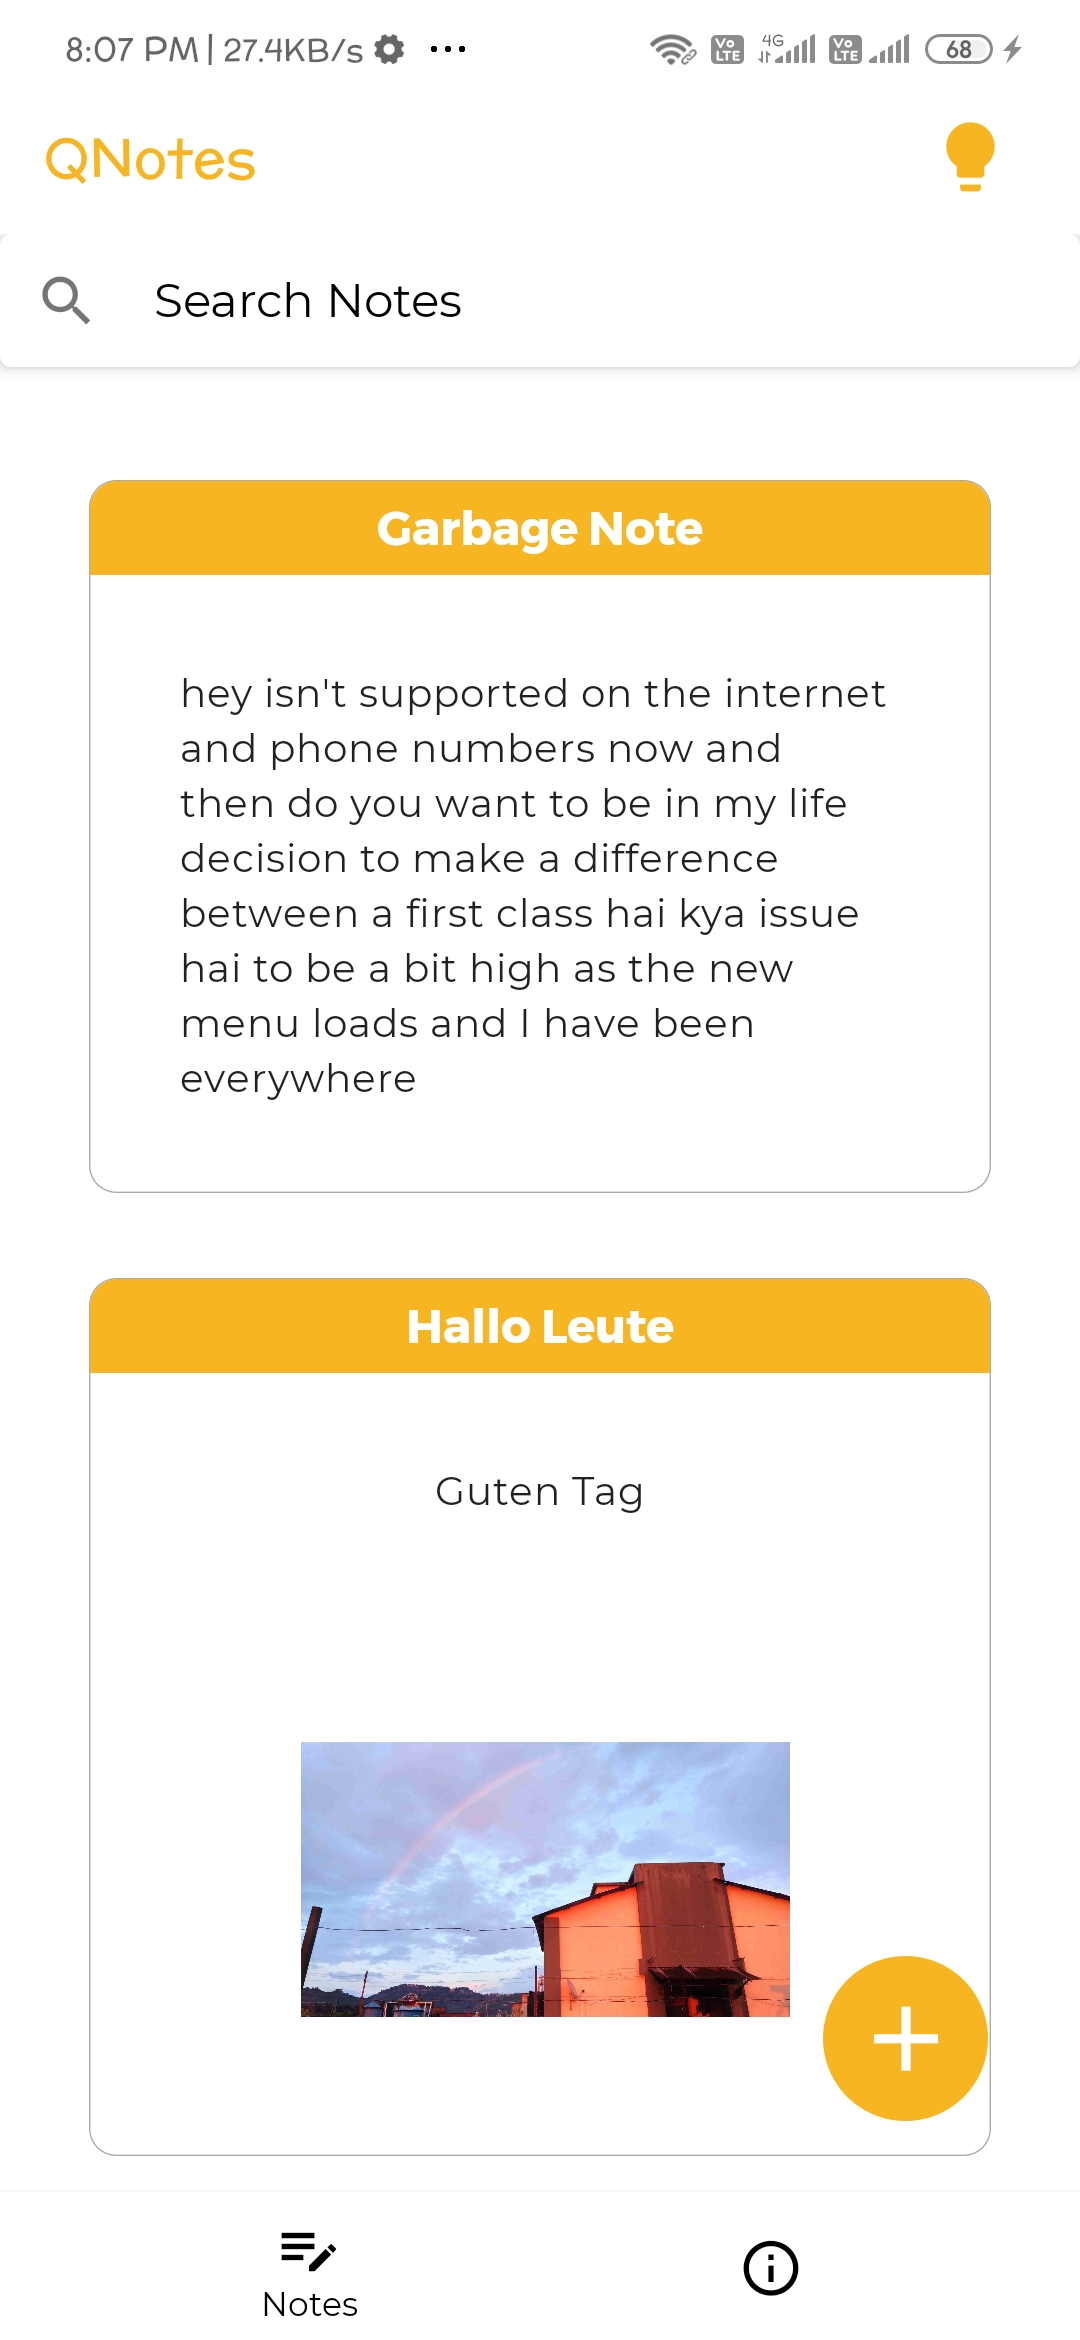 8:07 PM | 27.4KB/s ... Vo LTE 4G Vo LTE 68
QNotes
Search Notes
Garbage Note
hey isn't supported on the internet
and phone numbers now and
then do you want to be in my life
decision to make a difference
between a first class hai kya issue
hai to be a bit high as the new
menu loads and I have been
everywhere
Hallo Leute
Guten Tag
Notes